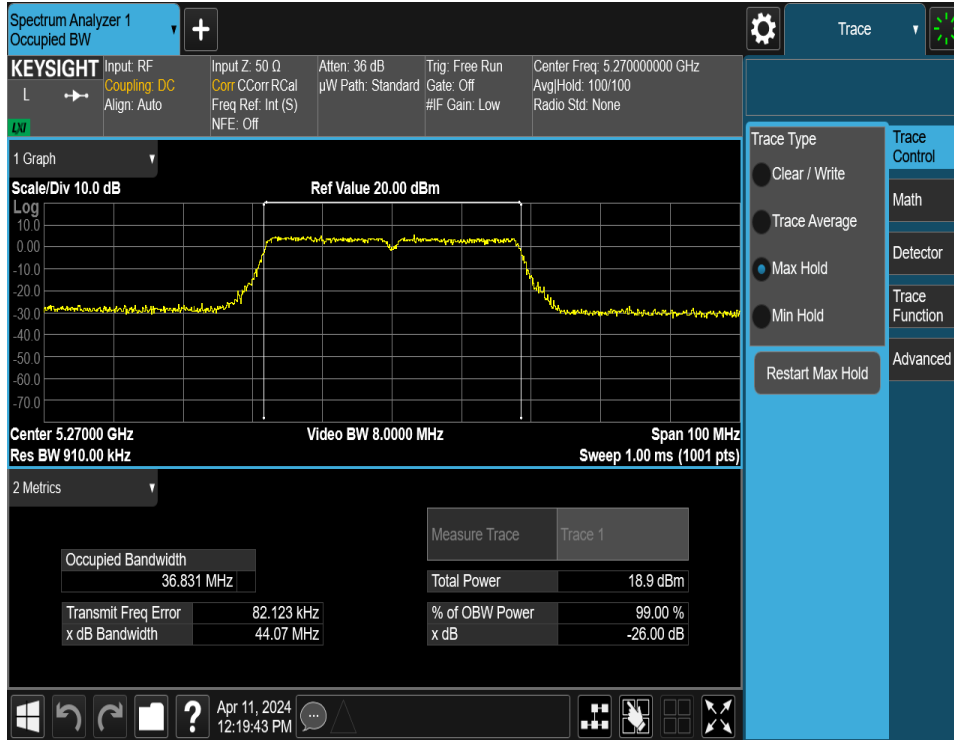 Spectrum Analyzer 1
Occupied BW
+
Trace
KEYSIGHT
L
LXI
Input: RF
Coupling: DC
Align: Auto
Input Z: 50 Ω
Corr CCorr RCal
Freq Ref: Int (S)
NFE: Off
Atten: 36 dB
µW Path: Standard
Trig: Free Run
Gate: Off
#IF Gain: Low
Center Freq: 5.270000000 GHz
Avg|Hold: 100/100
Radio Std: None
1 Graph
Scale/Div 10.0 dB
Ref Value 20.00 dBm
Log
10.0
0.00
-10.0
-20.0
-30.0
-40.0
-50.0
-60.0
-70.0
Center 5.27000 GHz
Video BW 8.0000 MHz
Span 100 MHz
Res BW 910.00 kHz
Sweep 1.00 ms (1001 pts)
2 Metrics
Measure Trace
Trace 1
Occupied Bandwidth
36.831 MHz
Total Power
18.9 dBm
Transmit Freq Error
82.123 kHz
% of OBW Power
99.00 %
x dB Bandwidth
44.07 MHz
x dB
-26.00 dB
Trace Type
Clear / Write
Trace Average
Max Hold
Min Hold
Restart Max Hold
Trace
Control
Math
Detector
Trace
Function
Advanced
?
Apr 11, 2024
12:19:43 PM